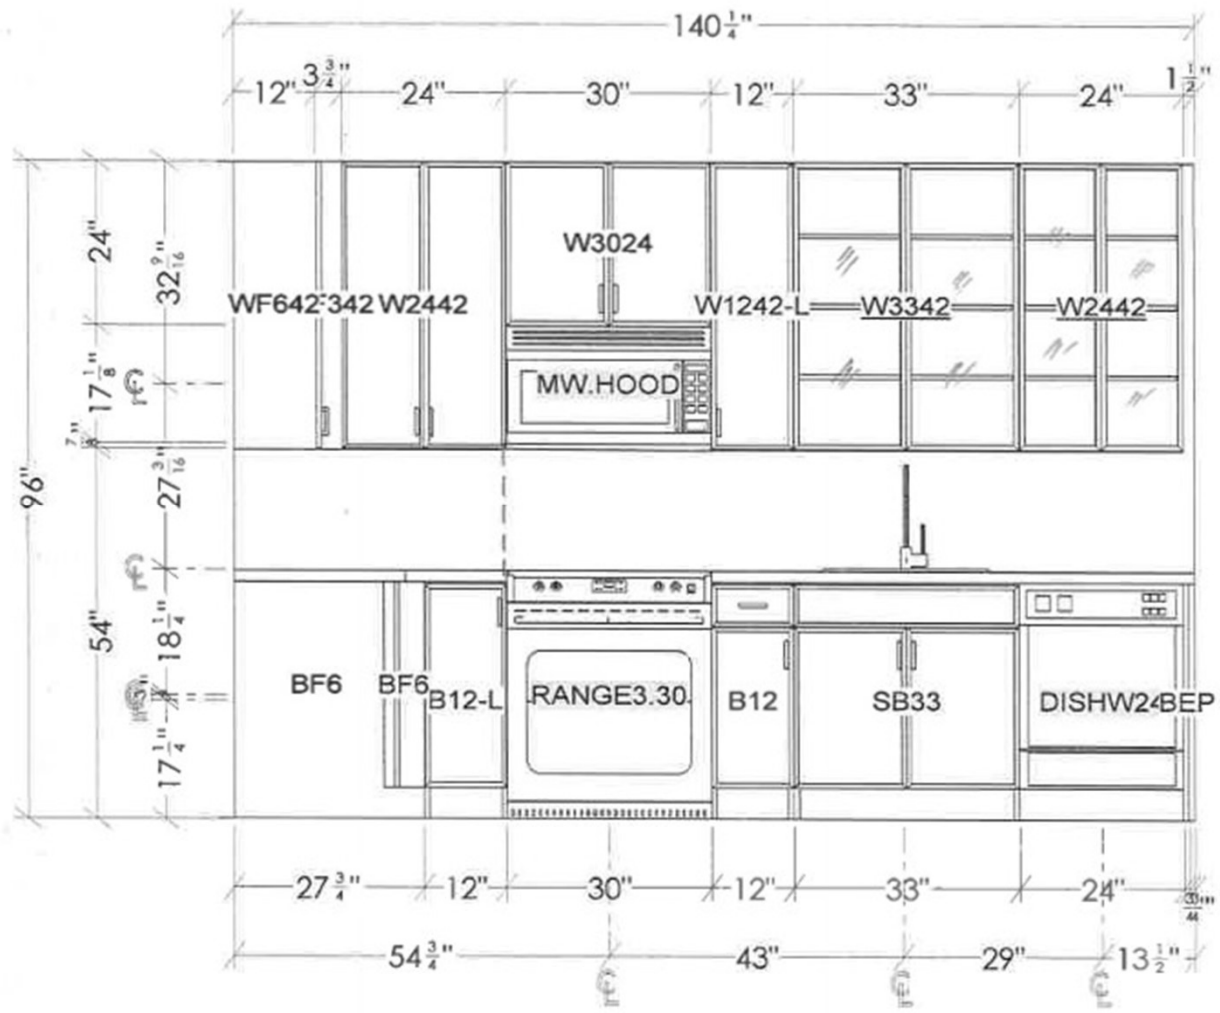 140 1/4"
12" 3 3/4" 24" 30" 12" 33" 24" 1 1/2"
24"
32 9/16"
W3024
WF642 342 W2442 W1242-L W3342 W2442
17 1/8"
MW.HOOD
7/8"
27 3/16"
96"
54"
18 1/4"
BF6 BF6 B12-L RANGE3.30 B12 SB33 DISHW24 BEP
17 1/4"
27 3/4" 12" 30" 12" 33" 24"
54 3/4" 43" 29" 13 1/2"